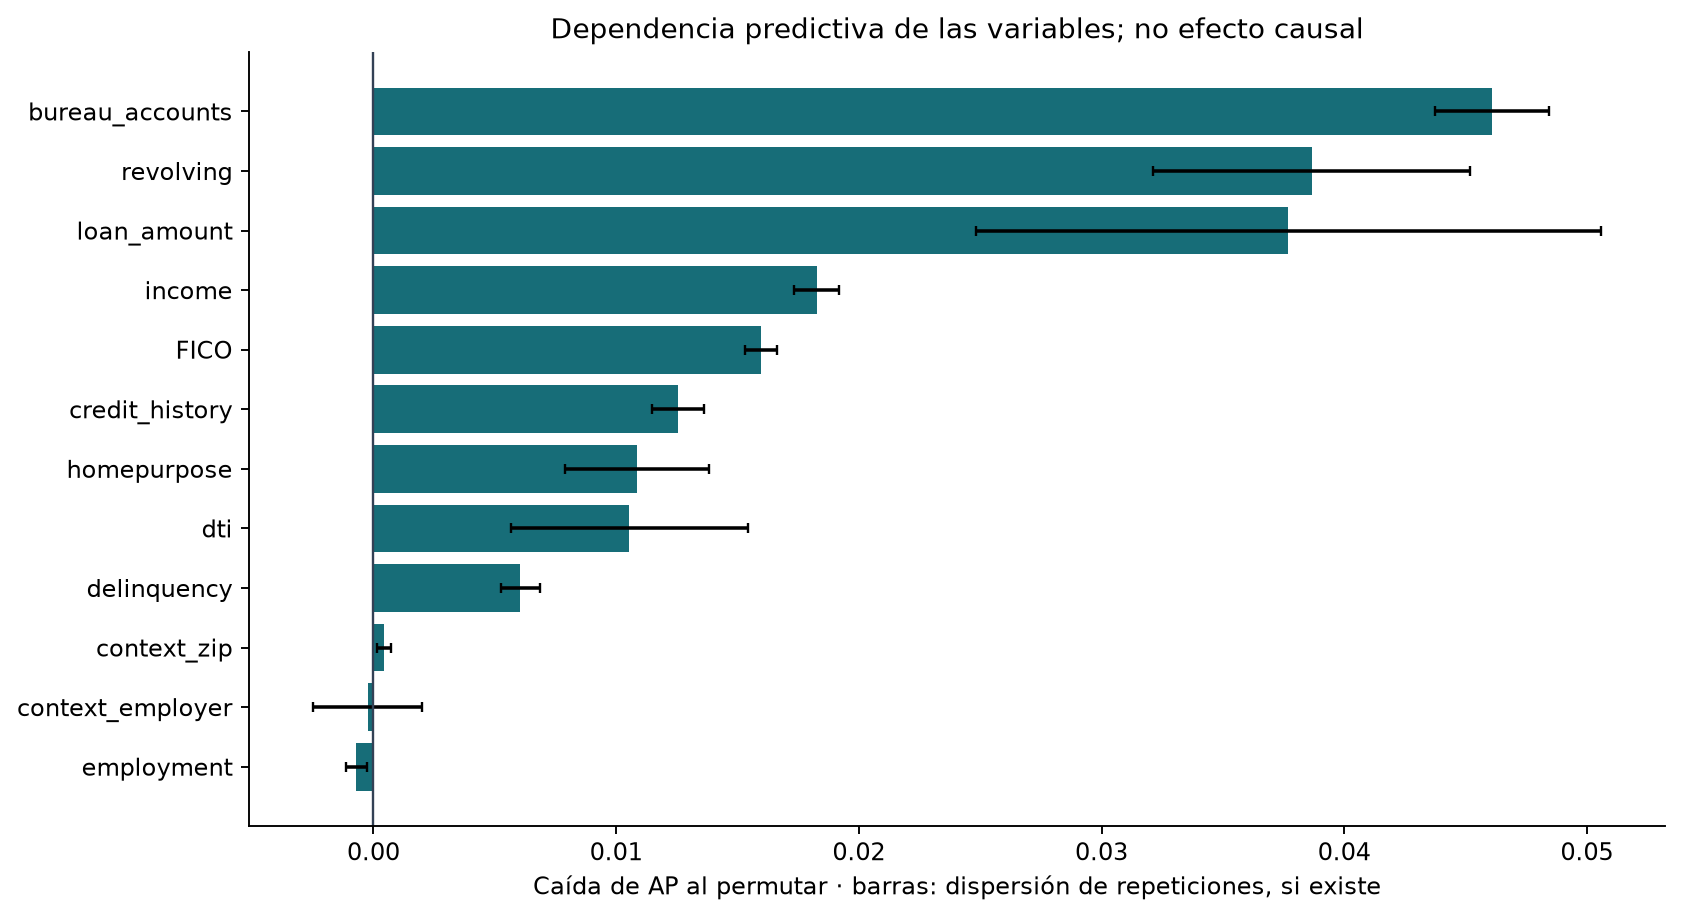 Dependencia predictiva de las variables; no efecto causal
bureau_accounts
revolving
loan_amount
income
FICO
credit_history
homepurpose
dti
delinquency
context_zip
context_employer
employment
0.00 0.01 0.02 0.03 0.04 0.05
Caída de AP al permutar · barras: dispersión de repeticiones, si existe